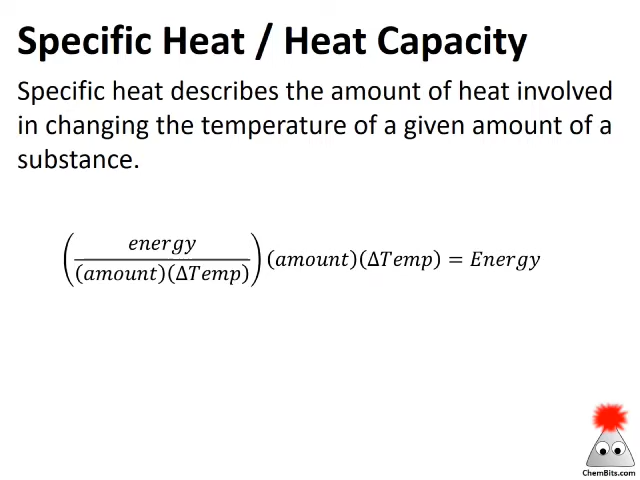 Specific Heat / Heat Capacity
Specific heat describes the amount of heat involved
in changing the temperature of a given amount of a
substance.
(energy / (amount)(ΔTemp)) (amount)(ΔTemp) = Energy
ChemBits.com